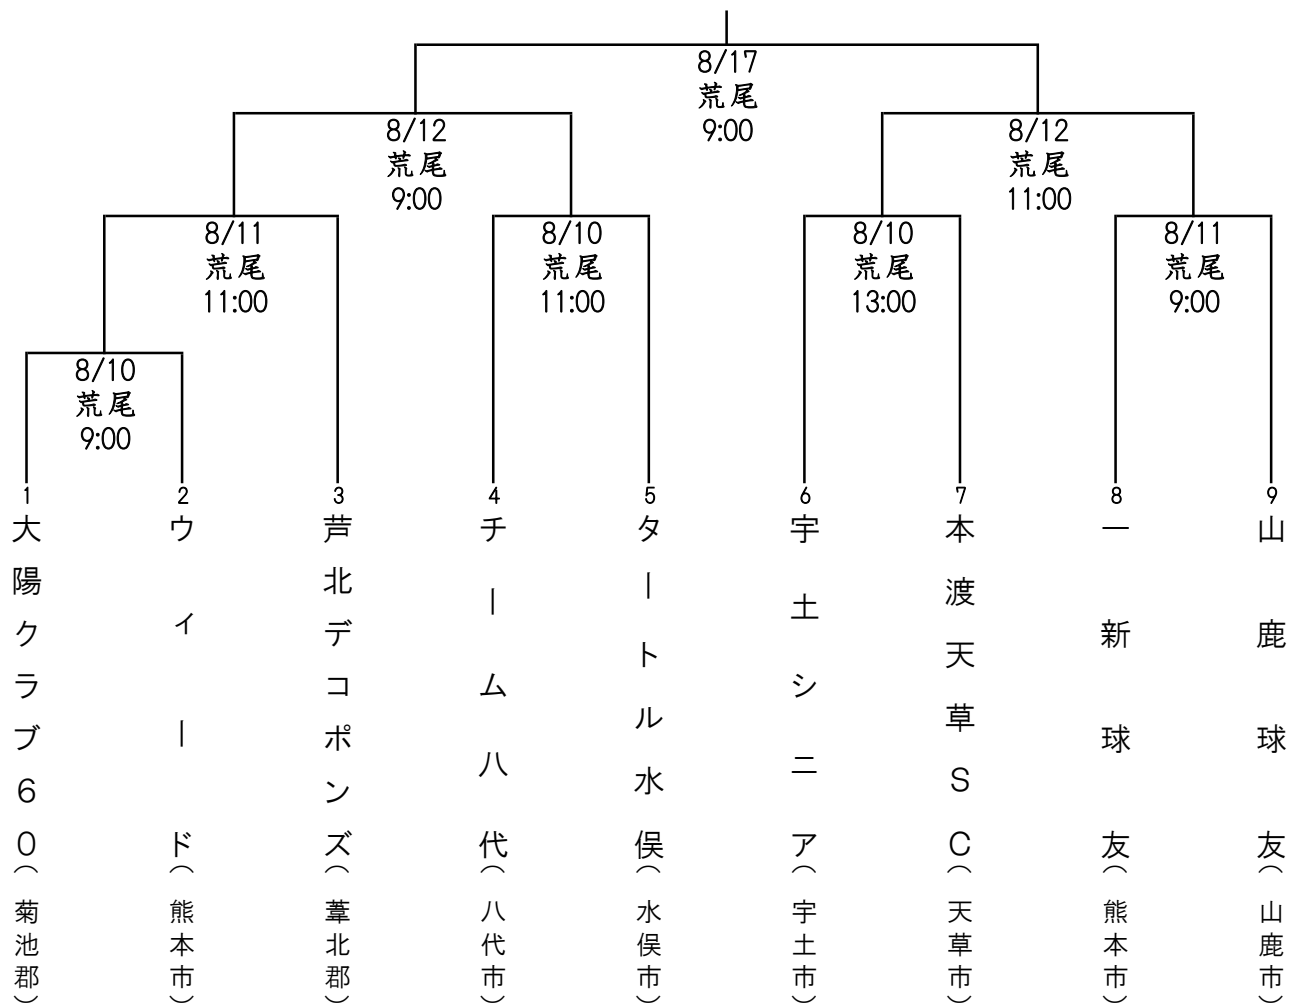 8/17
荒尾
9:00
8/12
荒尾
9:00
8/12
荒尾
11:00
8/11
荒尾
11:00
8/10
荒尾
11:00
8/10
荒尾
13:00
8/11
荒尾
9:00
8/10
荒尾
9:00
1
大陽クラブ60(菊池郡)
2
ウィード(熊本市)
3
芦北デコポンズ(葦北郡)
4
チーム八代(八代市)
5
タートル水俣(水俣市)
6
宇土シニア(宇土市)
7
本渡天草SC(天草市)
8
一新球友(熊本市)
9
山鹿球友(山鹿市)